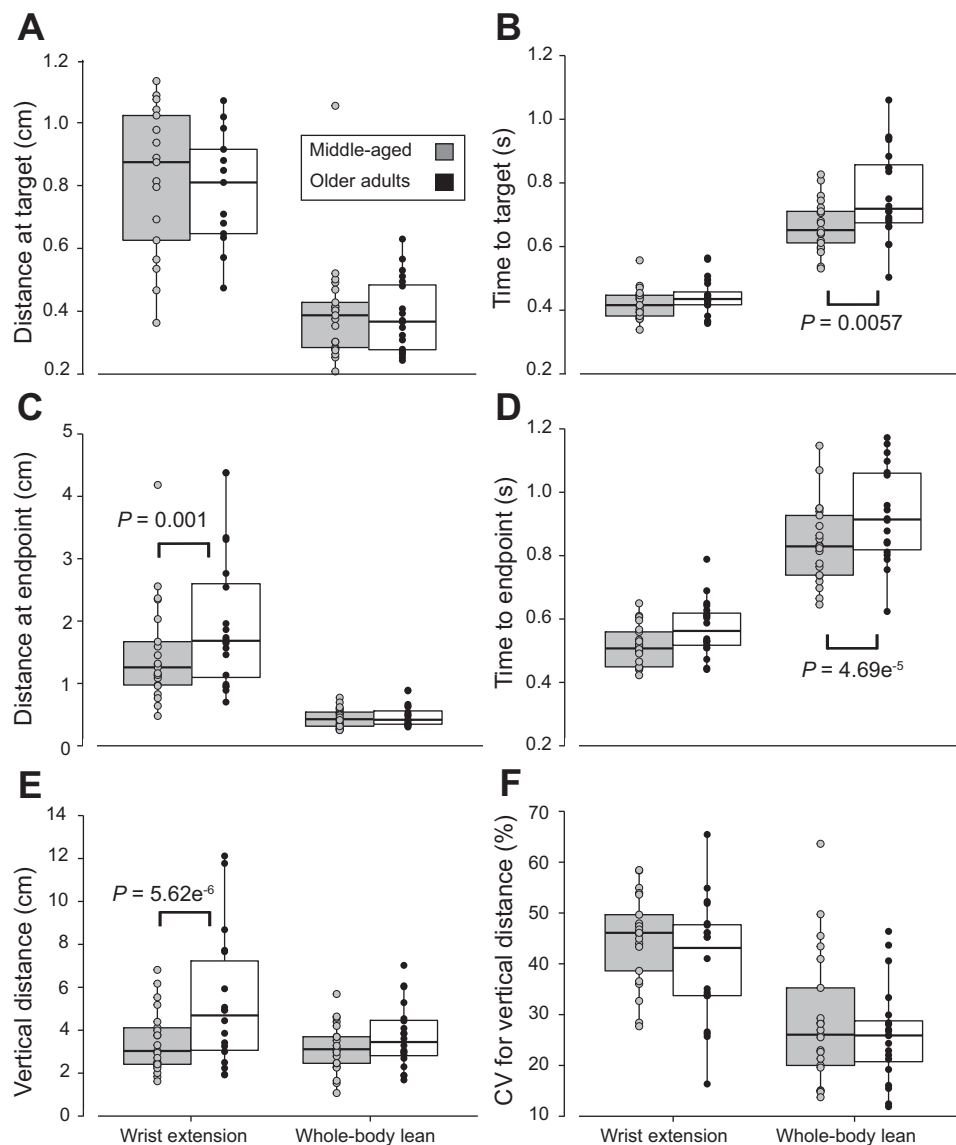 A
Distance at target (cm)
1.2
1.0
0.8
0.6
0.4
0.2
Middle-aged
Older adults
B
Time to target (s)
1.2
1.0
0.8
0.6
0.4
0.2
P = 0.0057
C
Distance at endpoint (cm)
5
4
3
2
1
0
P = 0.001
D
Time to endpoint (s)
1.2
1.0
0.8
0.6
0.4
0.2
P = 4.69e-5
E
Vertical distance (cm)
14
12
10
8
6
4
2
0
P = 5.62e-6
Wrist extension
Whole-body lean
F
CV for vertical distance (%)
70
60
50
40
30
20
10
Wrist extension
Whole-body lean